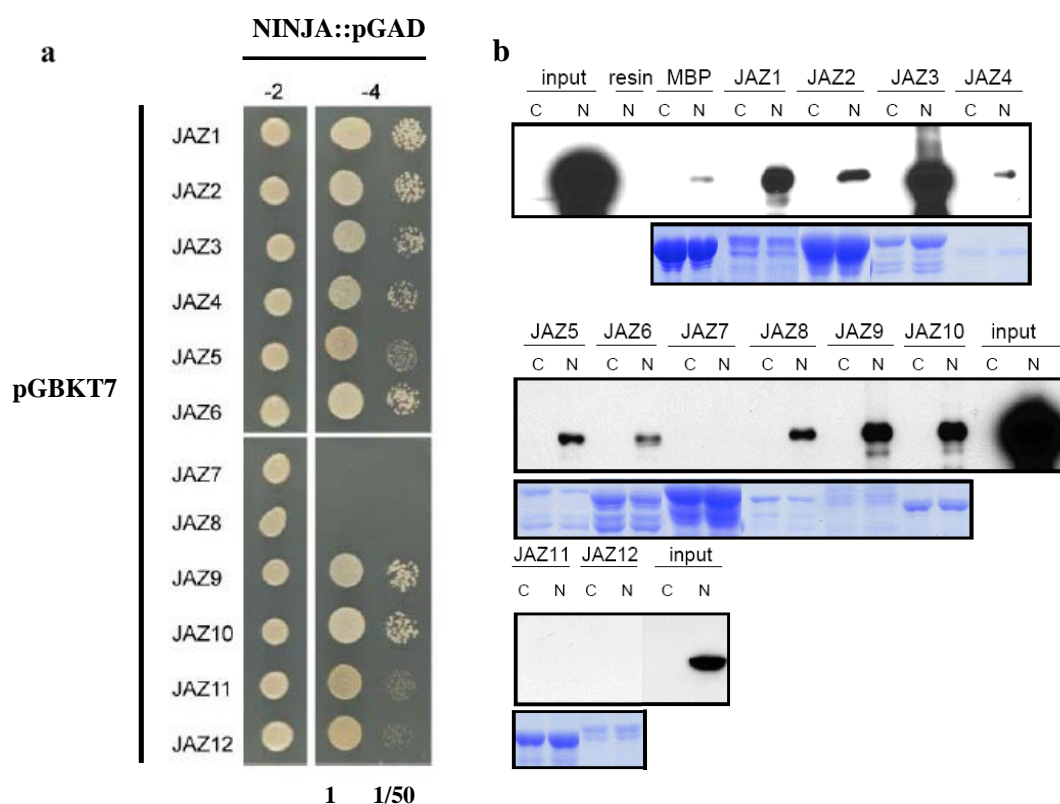 a
NINJA::pGAD
-2 -4
pGBKT7
JAZ1
JAZ2
JAZ3
JAZ4
JAZ5
JAZ6
JAZ7
JAZ8
JAZ9
JAZ10
JAZ11
JAZ12
1 1/50
b
input resin MBP JAZ1 JAZ2 JAZ3 JAZ4
C N N C N C N C N C N C N
JAZ5 JAZ6 JAZ7 JAZ8 JAZ9 JAZ10 input
C N C N C N C N C N C N C N
JAZ11 JAZ12 input
C N C N C N